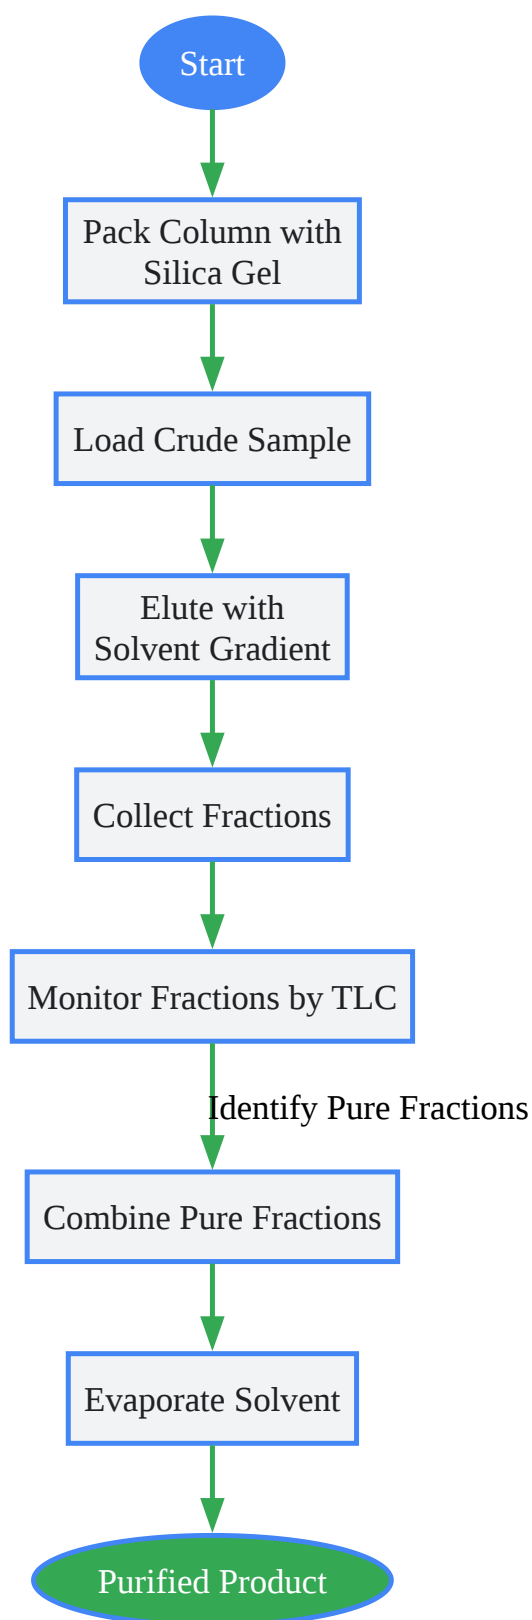 Start
Pack Column with
Silica Gel
Load Crude Sample
Elute with
Solvent Gradient
Collect Fractions
Monitor Fractions by TLC
Identify Pure Fractions
Combine Pure Fractions
Evaporate Solvent
Purified Product